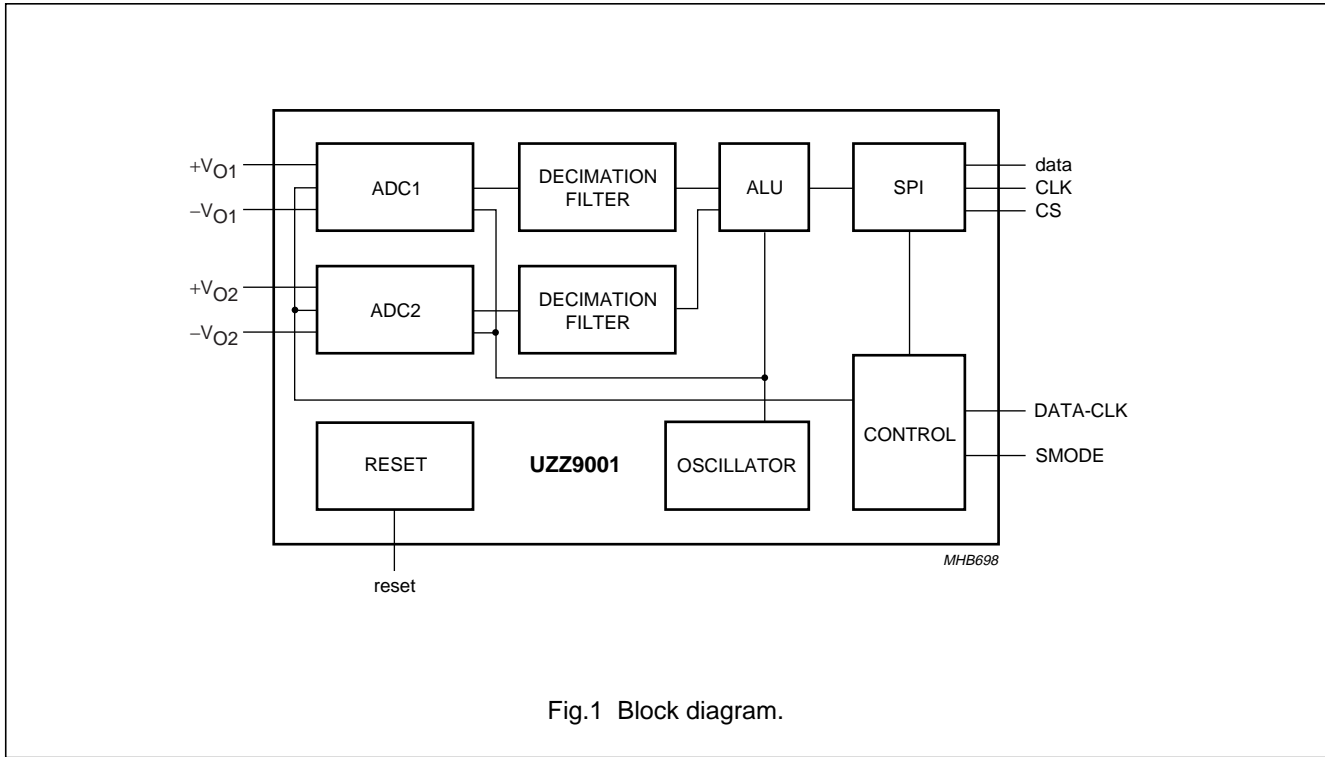 +VO1
−VO1
+VO2
−VO2
ADC1
DECIMATION
FILTER
ALU
SPI
data
CLK
CS
ADC2
DECIMATION
FILTER
RESET
UZZ9001
OSCILLATOR
CONTROL
DATA-CLK
SMODE
reset
MHB698
Fig.1 Block diagram.